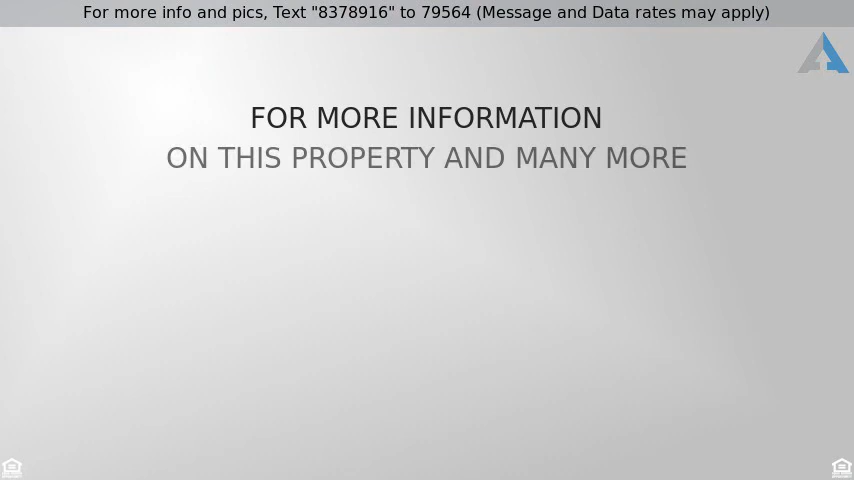 For more info and pics, Text "8378916" to 79564 (Message and Data rates may apply)
FOR MORE INFORMATION
ON THIS PROPERTY AND MANY MORE